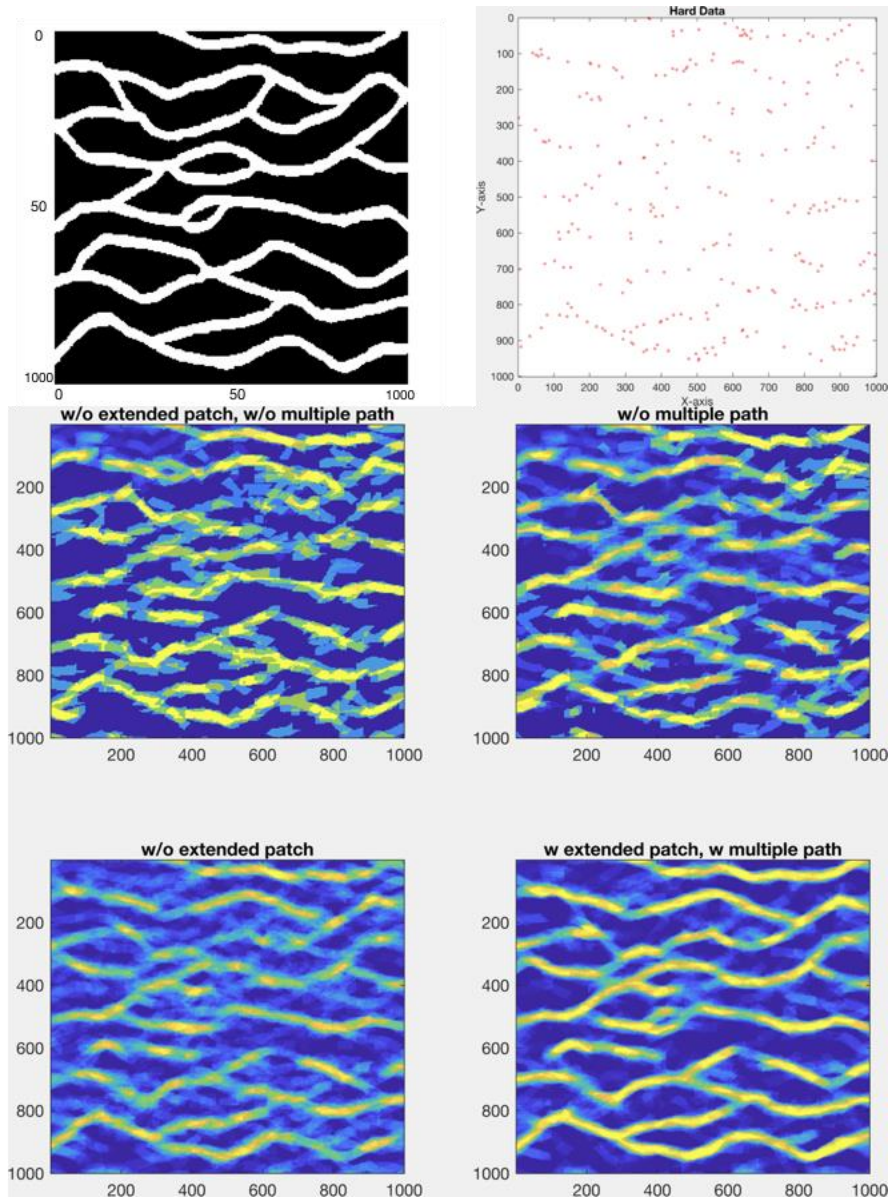 0
50
1000
0 50 1000
Hard Data
0
100
200
300
400
500
600
700
800
900
1000
Y-axis
0 100 200 300 400 500 600 700 800 900 1000
X-axis
w/o extended patch, w/o multiple path
200
400
600
800
1000
200 400 600 800 1000
w/o multiple path
200
400
600
800
1000
200 400 600 800 1000
w/o extended patch
200
400
600
800
1000
200 400 600 800 1000
w extended patch, w multiple path
200
400
600
800
1000
200 400 600 800 1000